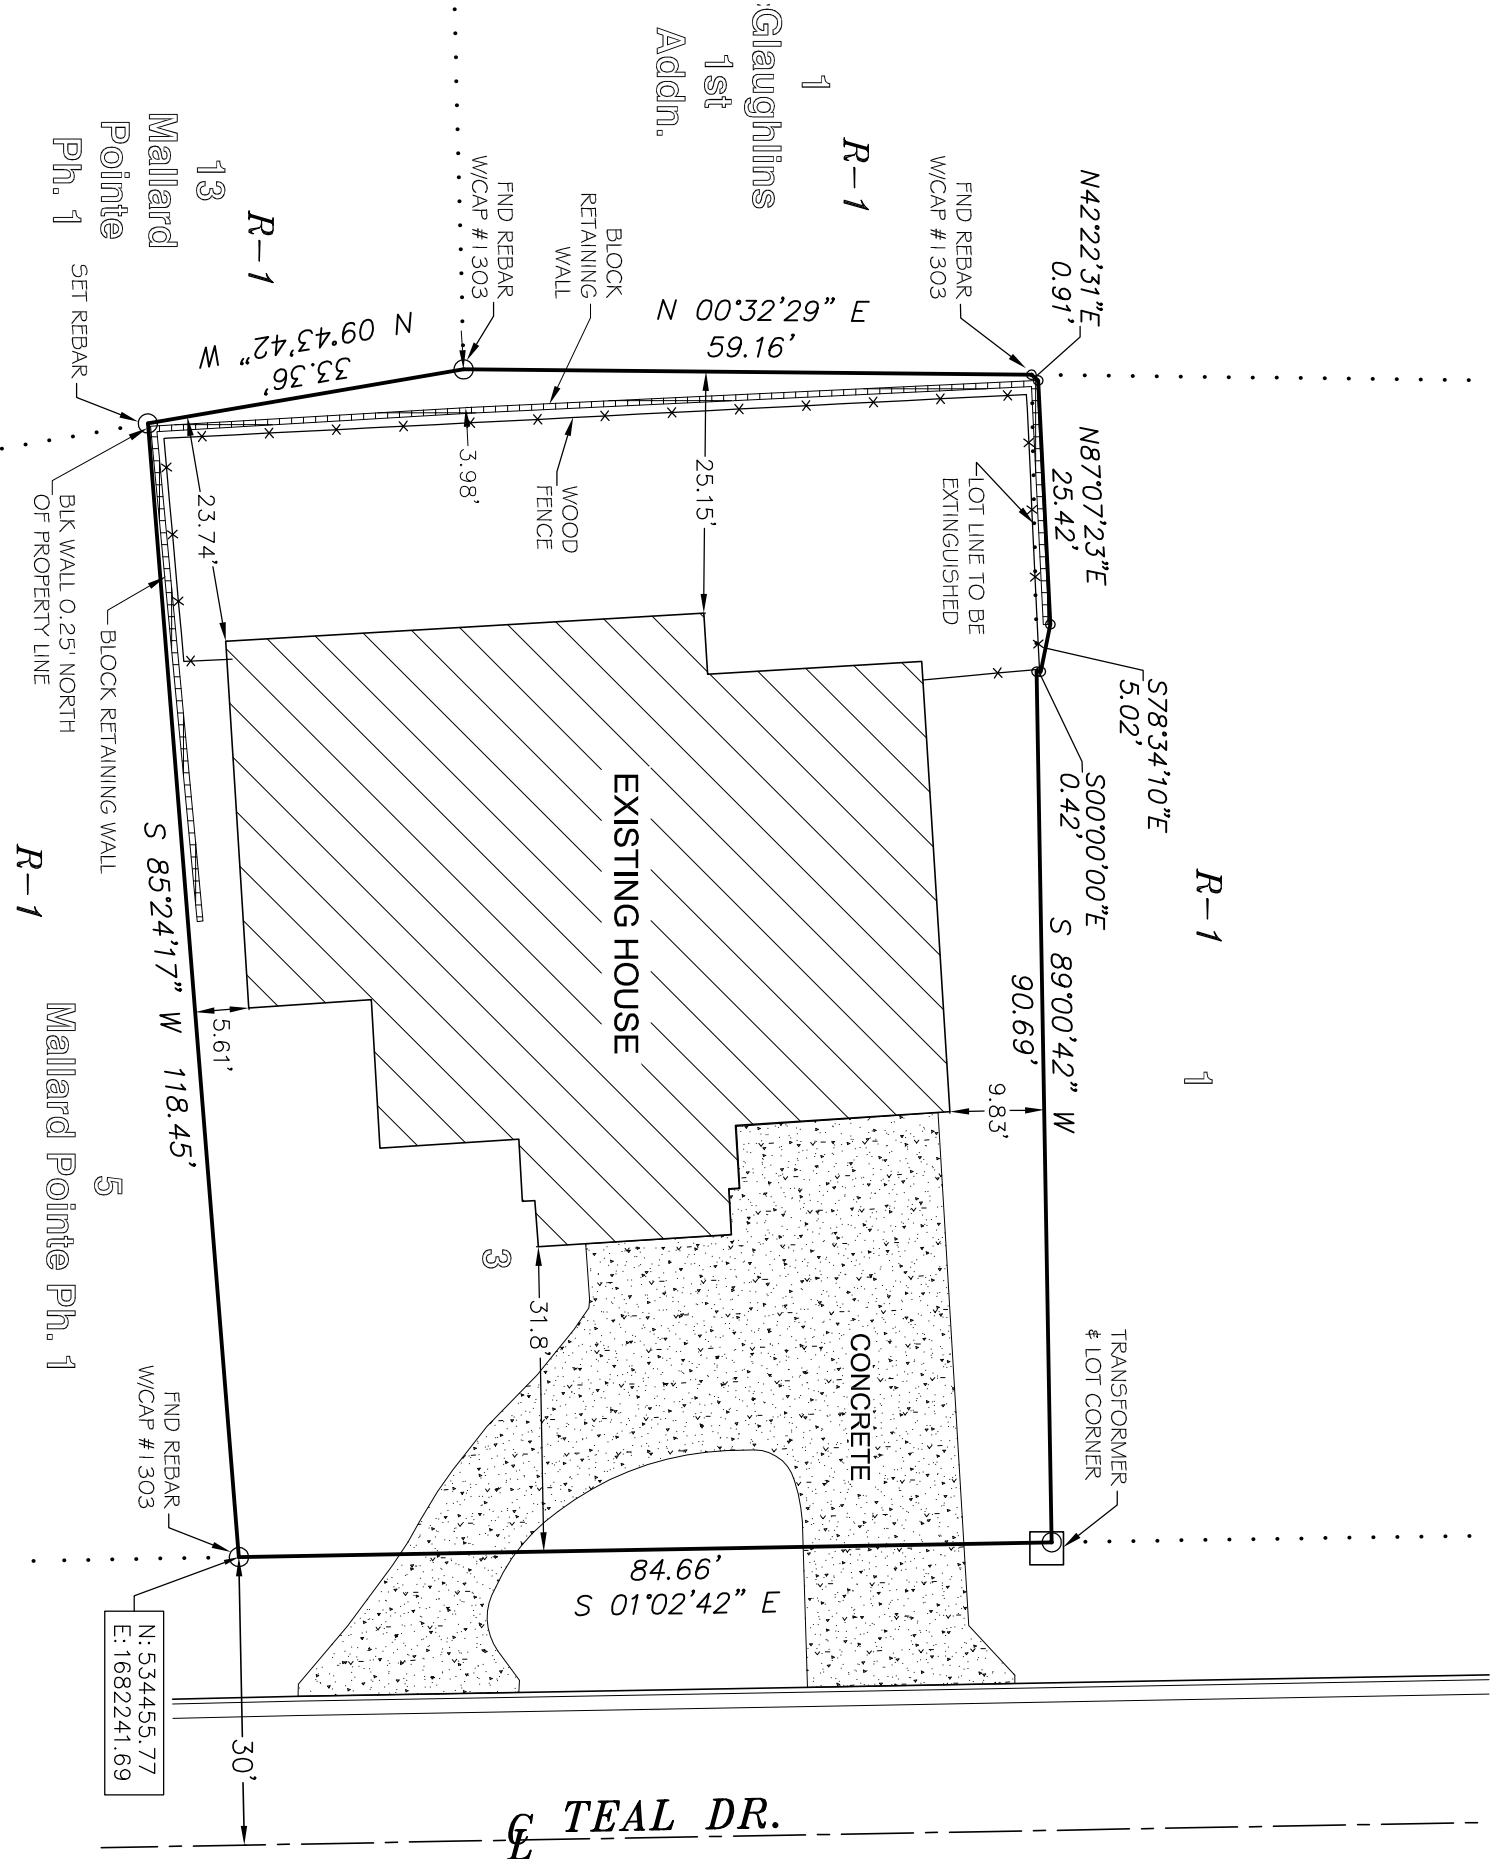 1
Glaughlins
1st
Addn.
R-1
13
Mallard
Pointe
Ph. 1
R-1
FND REBAR
W/CAP #1303
N42°22'31"E
0.91'
FND REBAR
W/CAP #1303
BLOCK
RETAINING
WALL
N 00°32'29" E
59.16'
N 09°43'42" W
33.36'
SET REBAR
N87°07'23"E
25.42'
LOT LINE TO BE
EXTINGUISHED
25.15'
3.98'
WOOD
FENCE
23.74'
BLK WALL 0.25' NORTH
OF PROPERTY LINE
BLOCK RETAINING WALL
S78°34'10"E
5.02'
S00°00'00"E
0.42'
R-1
1
S 89°00'42" W
90.69'
9.83'
EXISTING HOUSE
5.61'
S 85°24'17" W 118.45'
R-1
5
Mallard Pointe Ph. 1
3
31.8'
CONCRETE
TRANSFORMER
& LOT CORNER
FND REBAR
W/CAP #1303
84.66'
S 01°02'42" E
N: 534455.77
E: 1682241.69
30'
℄ TEAL DR.